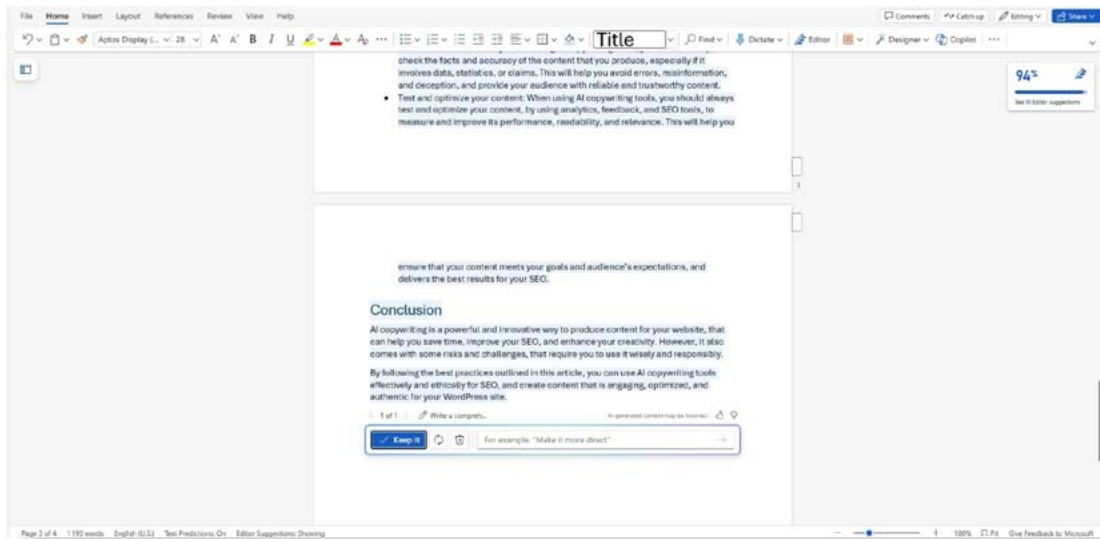 File Home Insert Layout References Review View Help
Comments Catch up Editing Share
Aptos Display (... 28 A A B I U A A ... Title Find Dictate Editor Designer Copilot ...
check the facts and accuracy of the content that you produce, especially if it
involves data, statistics, or claims. This will help you avoid errors, misinformation,
and deception, and provide your audience with reliable and trustworthy content.
• Test and optimize your content: When using AI copywriting tools, you should always
test and optimize your content, by using analytics, feedback, and SEO tools, to
measure and improve its performance, readability, and relevance. This will help you
94%
See Editor suggestions
3
ensure that your content meets your goals and audience's expectations, and
delivers the best results for your SEO.
Conclusion
AI copywriting is a powerful and innovative way to produce content for your website, that
can help you save time, improve your SEO, and enhance your creativity. However, it also
comes with some risks and challenges, that require you to use it wisely and responsibly.
By following the best practices outlined in this article, you can use AI copywriting tools
effectively and ethically for SEO, and create content that is engaging, optimized, and
authentic for your WordPress site.
1 of 1 Write a compreh... AI-generated content may be incorrect
Keep it For example, "Make it more direct"
Page 3 of 4 1193 words English (U.S.) Text Predictions: On Editor Suggestions: Showing
- + 100% Fit Give Feedback to Microsoft